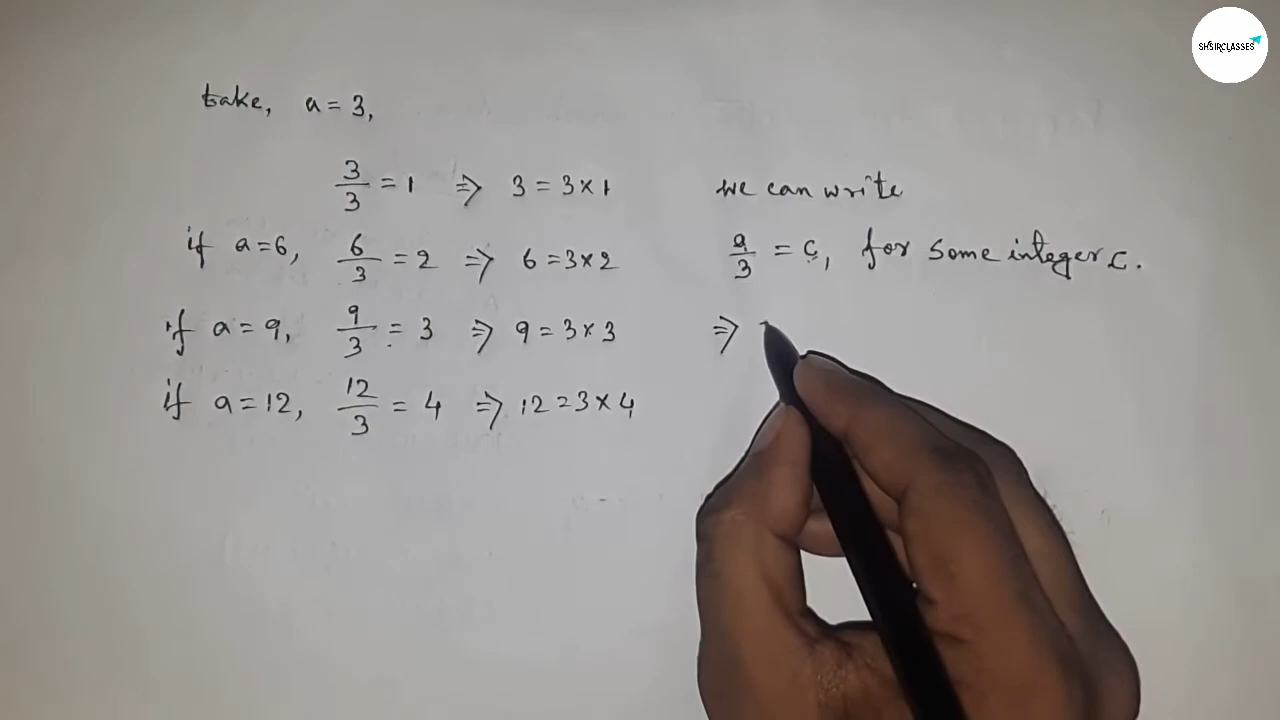 SHSIRCLASSES
take, a = 3,
3/3 = 1 ⇒ 3 = 3×1
if a=6, 6/3 = 2 ⇒ 6 = 3×2
if a = 9, 9/3 = 3 ⇒ 9 = 3×3
if a = 12, 12/3 = 4 ⇒ 12 = 3×4
we can write
a/3 = c, for some integer c.
⇒